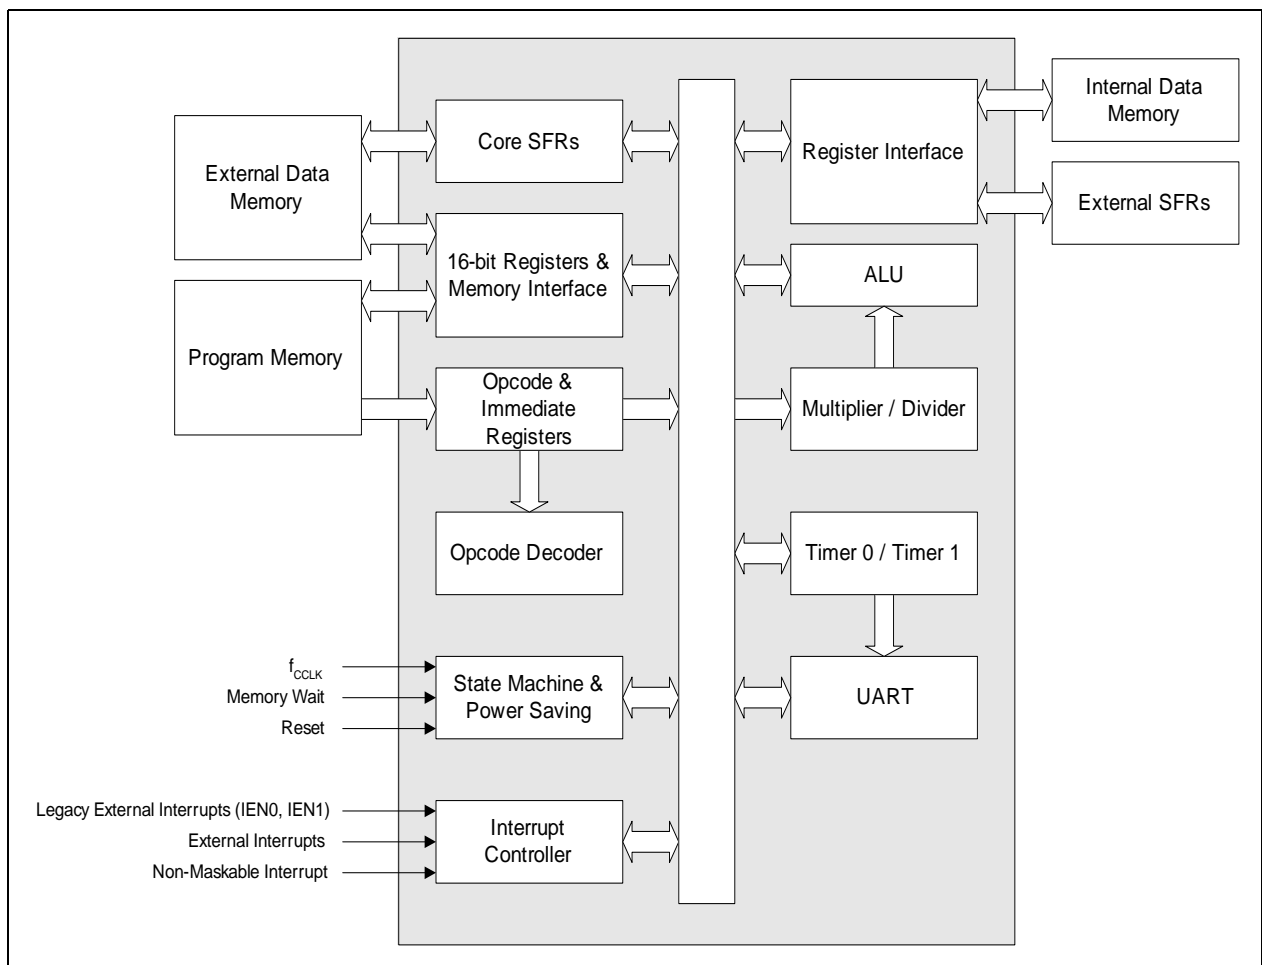 External Data
Memory
Program Memory
Core SFRs
16-bit Registers &
Memory Interface
Opcode &
Immediate
Registers
Opcode Decoder
fCCLK
Memory Wait
Reset
State Machine &
Power Saving
Legacy External Interrupts (IEN0, IEN1)
External Interrupts
Non-Maskable Interrupt
Interrupt
Controller
Register Interface
Internal Data
Memory
External SFRs
ALU
Multiplier / Divider
Timer 0 / Timer 1
UART